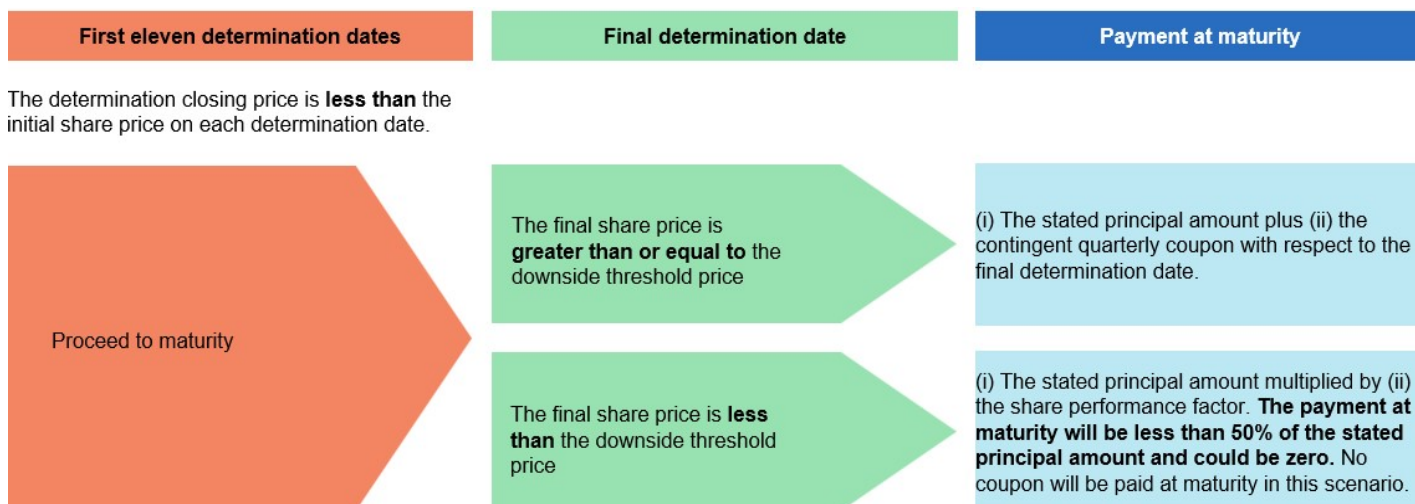 First eleven determination dates
Final determination date
Payment at maturity
The determination closing price is less than the
initial share price on each determination date.
Proceed to maturity
The final share price is
greater than or equal to the
downside threshold price
(i) The stated principal amount plus (ii) the
contingent quarterly coupon with respect to the
final determination date.
The final share price is less
than the downside threshold
price
(i) The stated principal amount multiplied by (ii)
the share performance factor. The payment at
maturity will be less than 50% of the stated
principal amount and could be zero. No
coupon will be paid at maturity in this scenario.